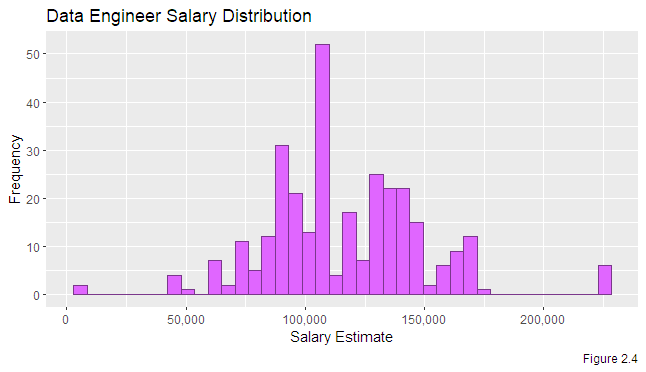 Data Engineer Salary Distribution
Frequency
50
40
30
20
10
0
0 50,000 100,000 150,000 200,000
Salary Estimate
Figure 2.4